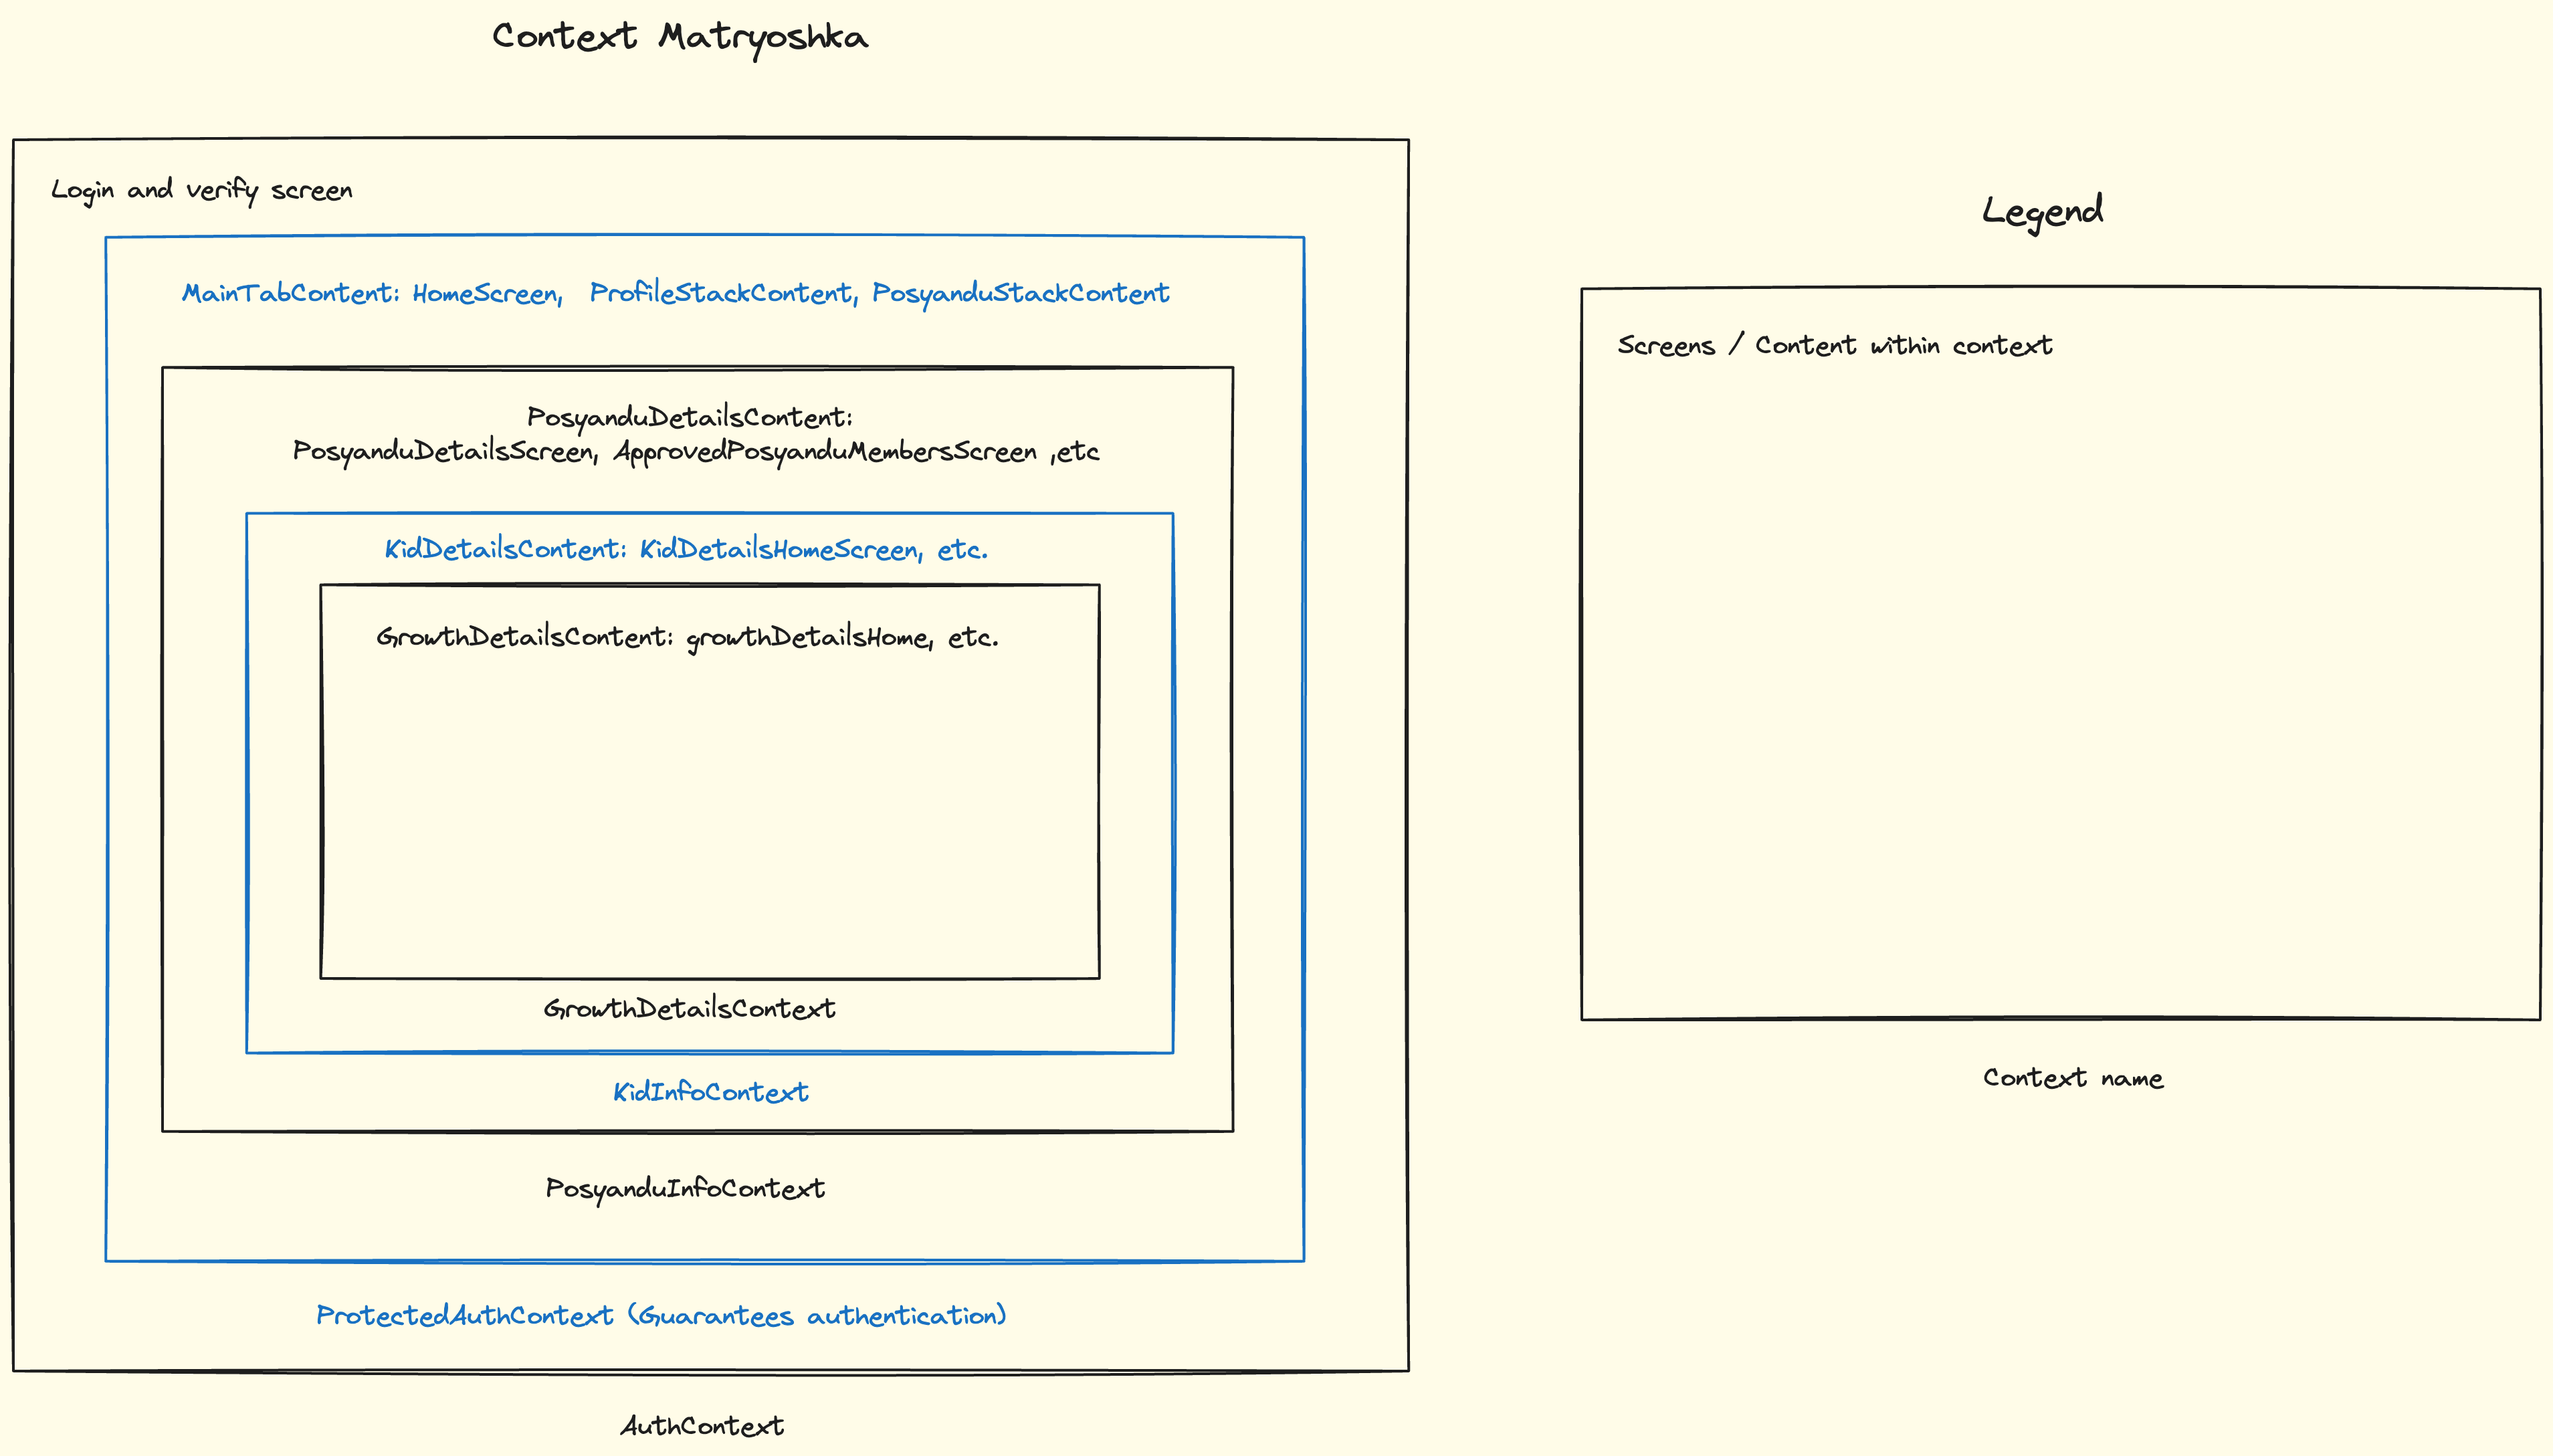 Context Matryoshka
Login and verify screen
MainTabContent: HomeScreen, ProfileStackContent, PosyanduStackContent
PosyanduDetailsContent:
PosyanduDetailsScreen, ApprovedPosyanduMembersScreen ,etc
KidDetailsContent: KidDetailsHomeScreen, etc.
GrowthDetailsContent: growthDetailsHome, etc.
GrowthDetailsContext
KidInfoContext
PosyanduInfoContext
ProtectedAuthContext (Guarantees authentication)
AuthContext
Legend
Screens / Content within context
Context name